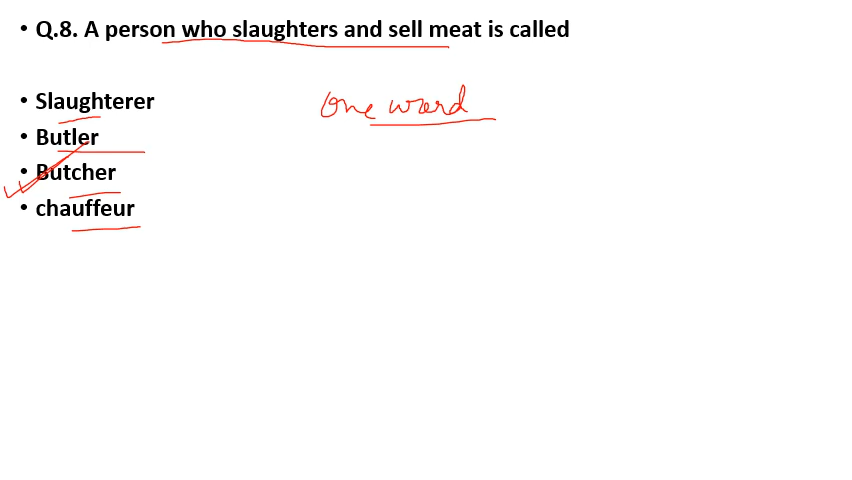 • Q.8. A person who slaughters and sell meat is called
• Slaughterer
one word
• Butler
• Butcher
• chauffeur